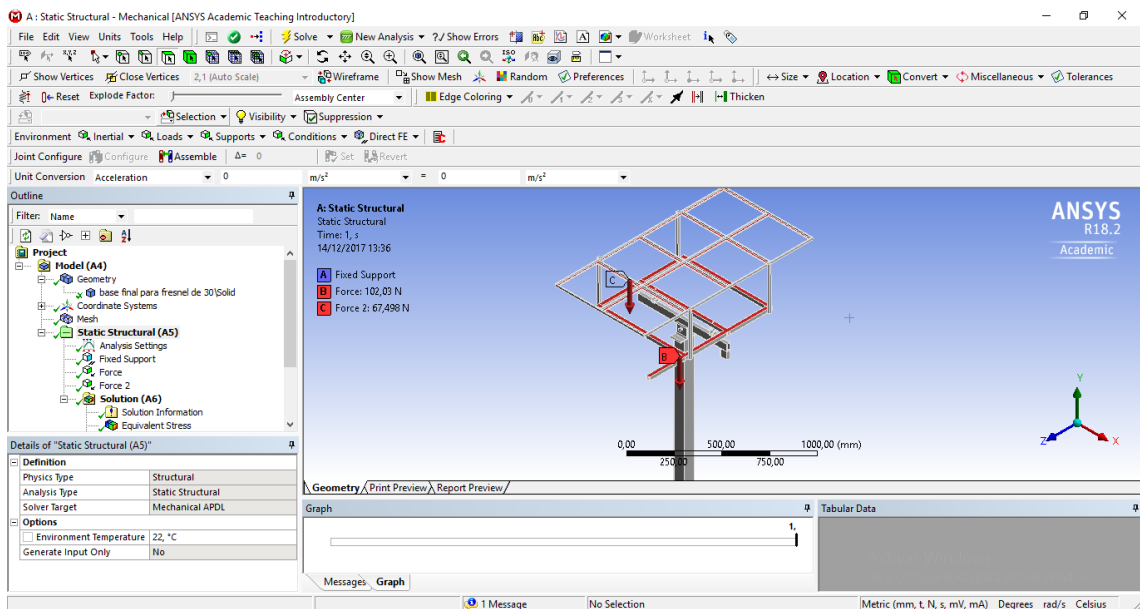 A : Static Structural - Mechanical [ANSYS Academic Teaching Introductory]
File Edit View Units Tools Help Solve New Analysis ?/ Show Errors Worksheet
Show Vertices Close Vertices 2,1 (Auto Scale) Wireframe Show Mesh Random Preferences Size Location Convert Miscellaneous Tolerances
Reset Explode Factor: Assembly Center Edge Coloring Thicken
Selection Visibility Suppression
Environment Inertial Loads Supports Conditions Direct FE
Joint Configure Configure Assemble Δ= 0 Set Revert
Unit Conversion Acceleration 0 m/s² = 0 m/s²
Outline
Filter: Name
Project
Model (A4)
Geometry
base final para fresnel de 30\Solid
Coordinate Systems
Mesh
Static Structural (A5)
Analysis Settings
Fixed Support
Force
Force 2
Solution (A6)
Solution Information
Equivalent Stress
Details of "Static Structural (A5)"
Definition
Physics Type Structural
Analysis Type Static Structural
Solver Target Mechanical APDL
Options
Environment Temperature 22, °C
Generate Input Only No
A: Static Structural
Static Structural
Time: 1, s
14/12/2017 13:36
A Fixed Support
B Force: 102,03 N
C Force 2: 67,498 N
ANSYS
R18.2
Academic
C
B
0,00 500,00 1000,00 (mm)
250,00 750,00
Y
Z X
Geometry Print Preview Report Preview
Graph
1,
Messages Graph
Tabular Data
1 Message No Selection Metric (mm, t, N, s, mV, mA) Degrees rad/s Celsius